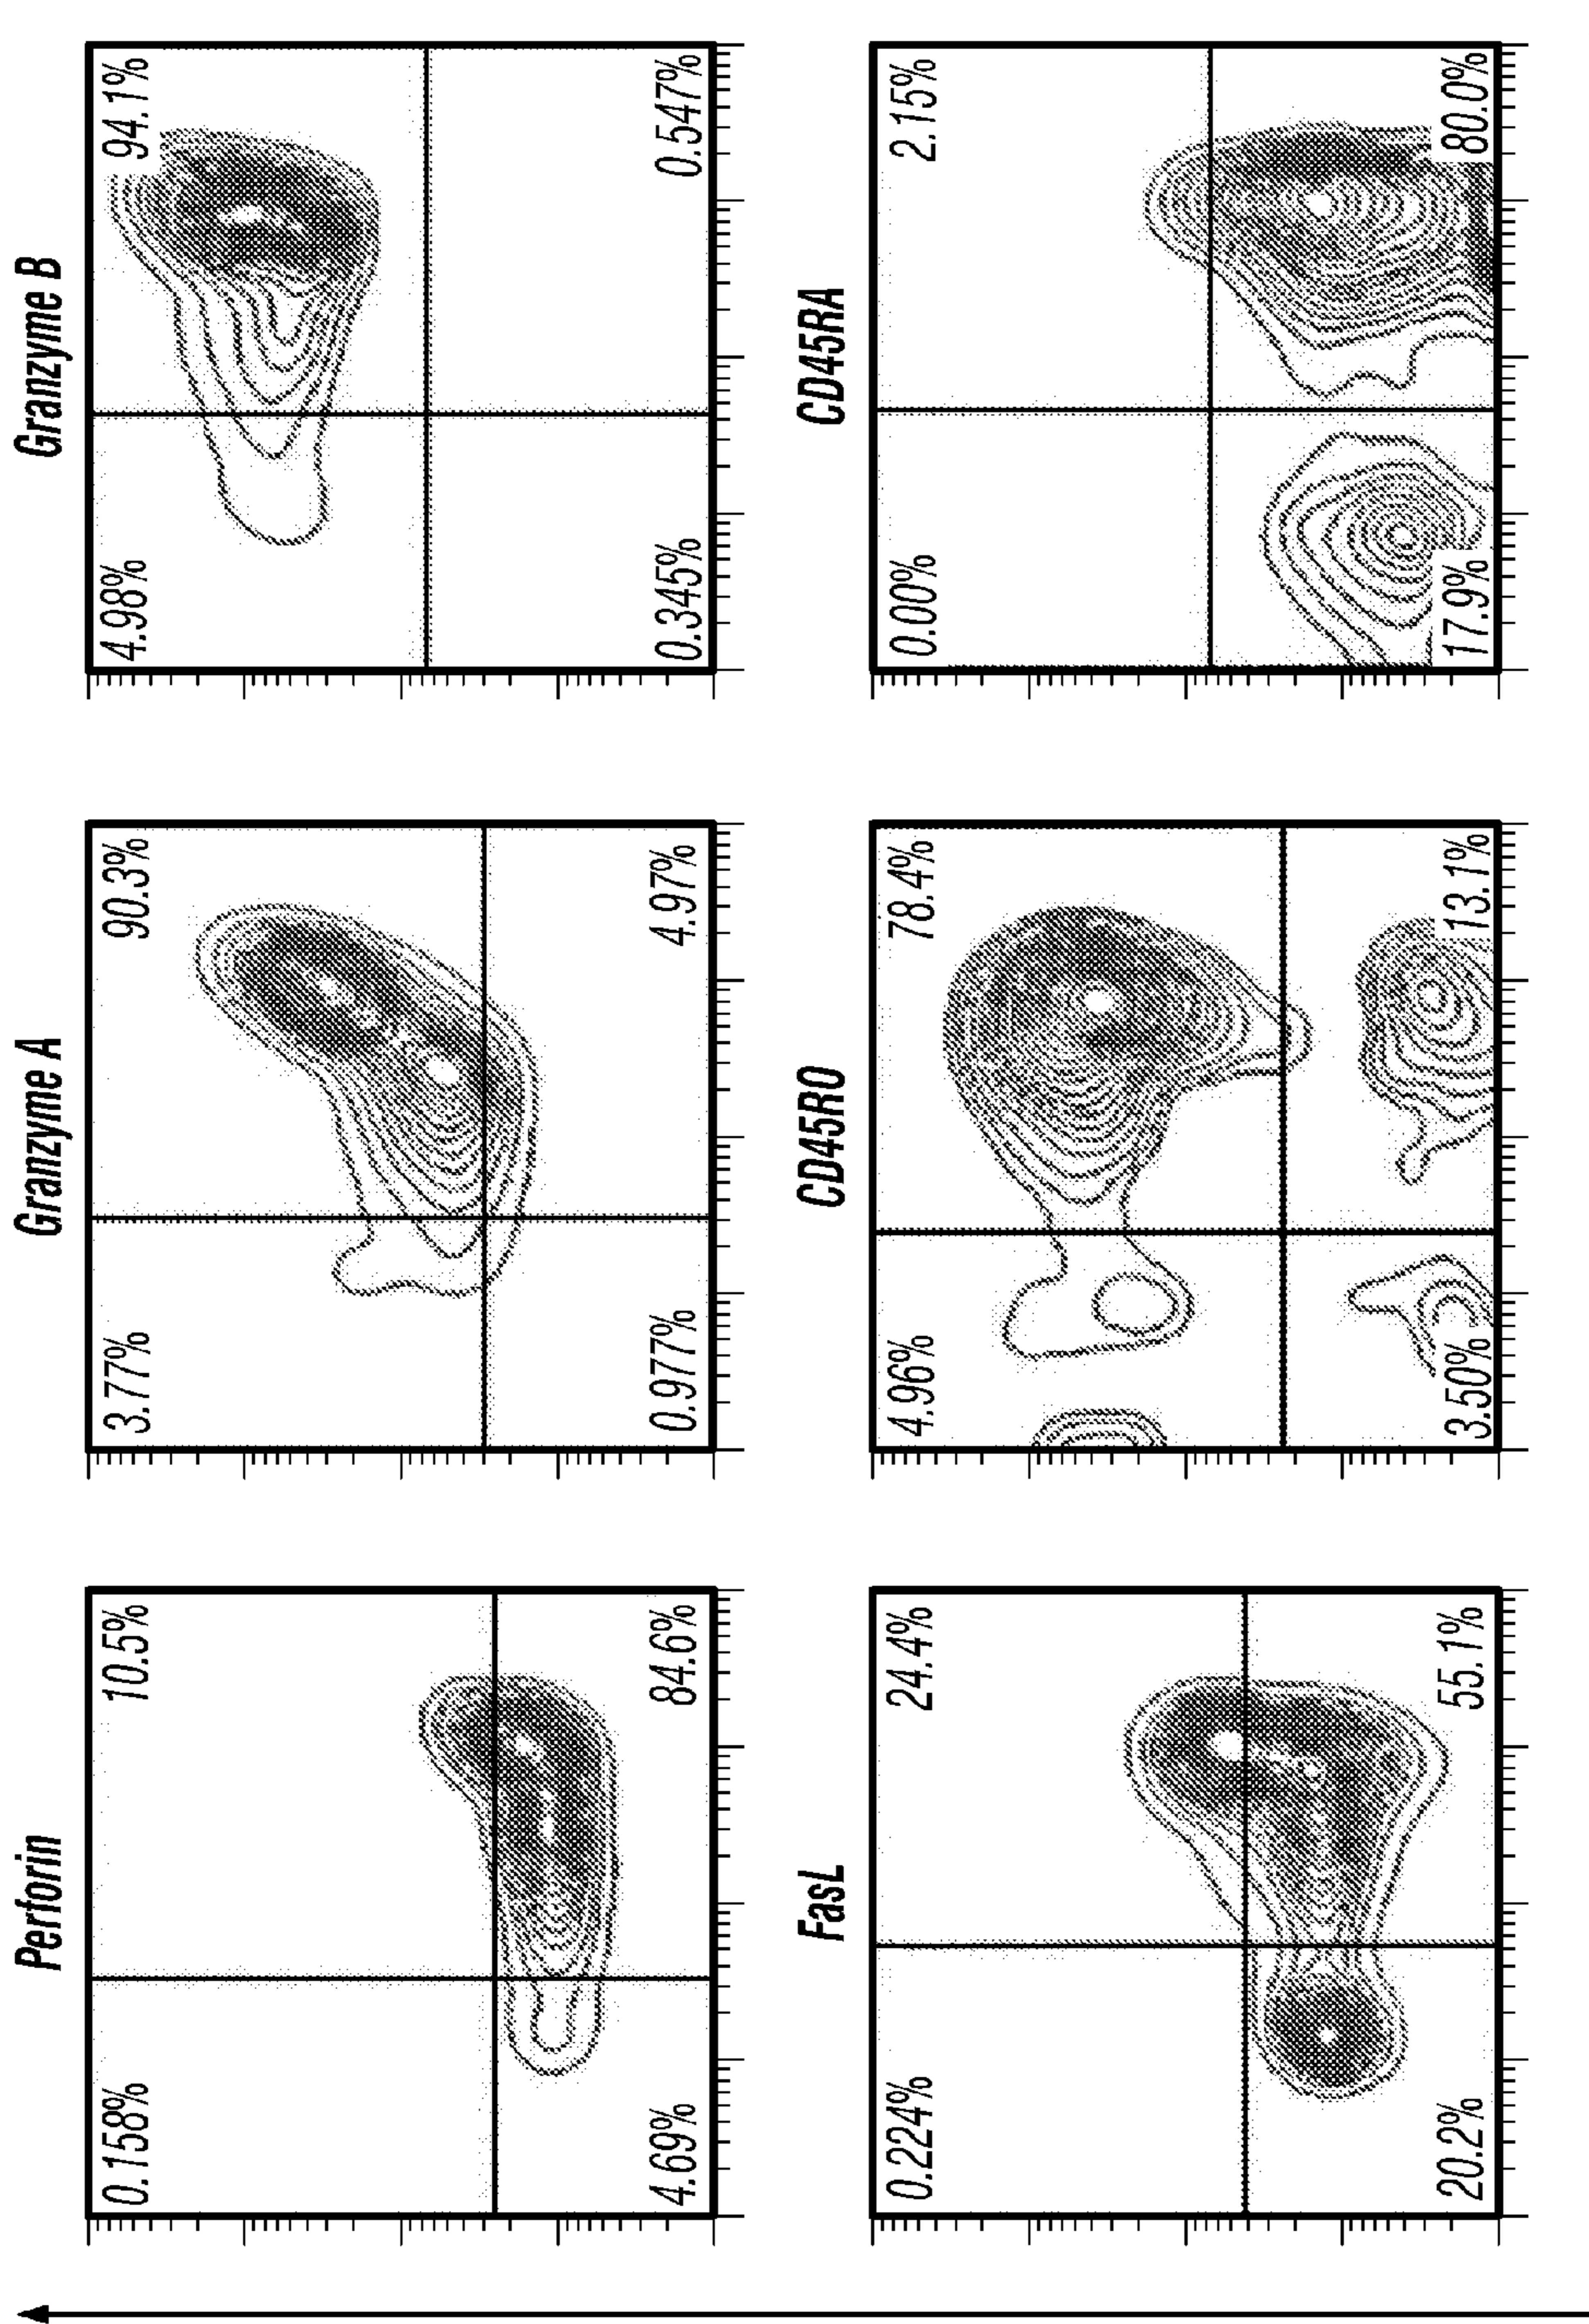 Perforin
0.158% 10.5%
4.69% 84.6%
Granzyme A
3.77% 90.3%
0.977% 4.97%
Granzyme B
4.98% 94.1%
0.345% 0.547%
FasL
0.224% 24.4%
20.2% 55.1%
CD45RO
4.96% 78.4%
3.50% 13.1%
CD45RA
0.00% 2.15%
17.9% 80.0%